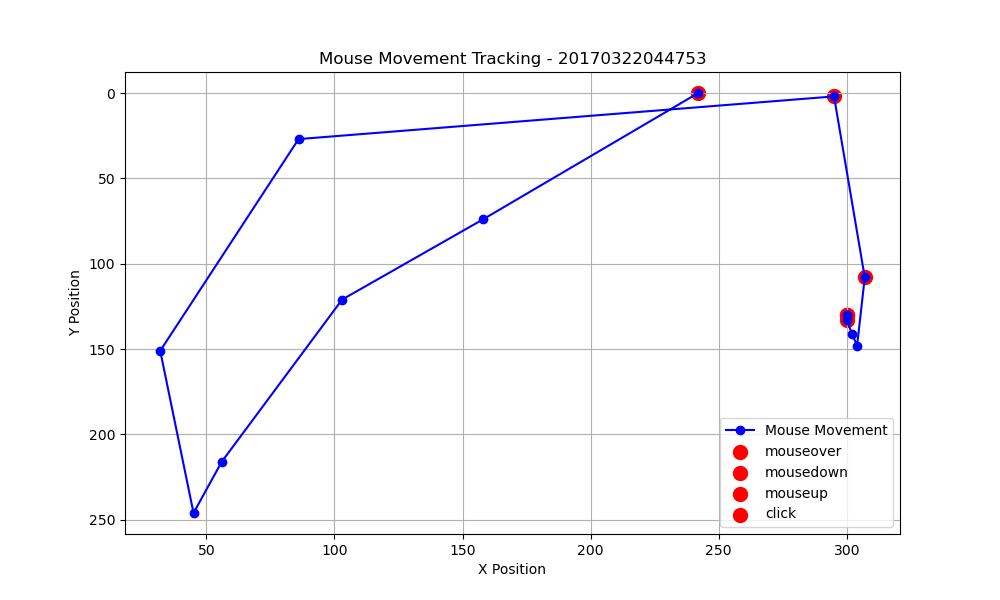 Mouse Movement Tracking - 20170322044753
Y Position
0
50
100
150
200
250
50
100
150
200
250
300
X Position
Mouse Movement
mouseover
mousedown
mouseup
click